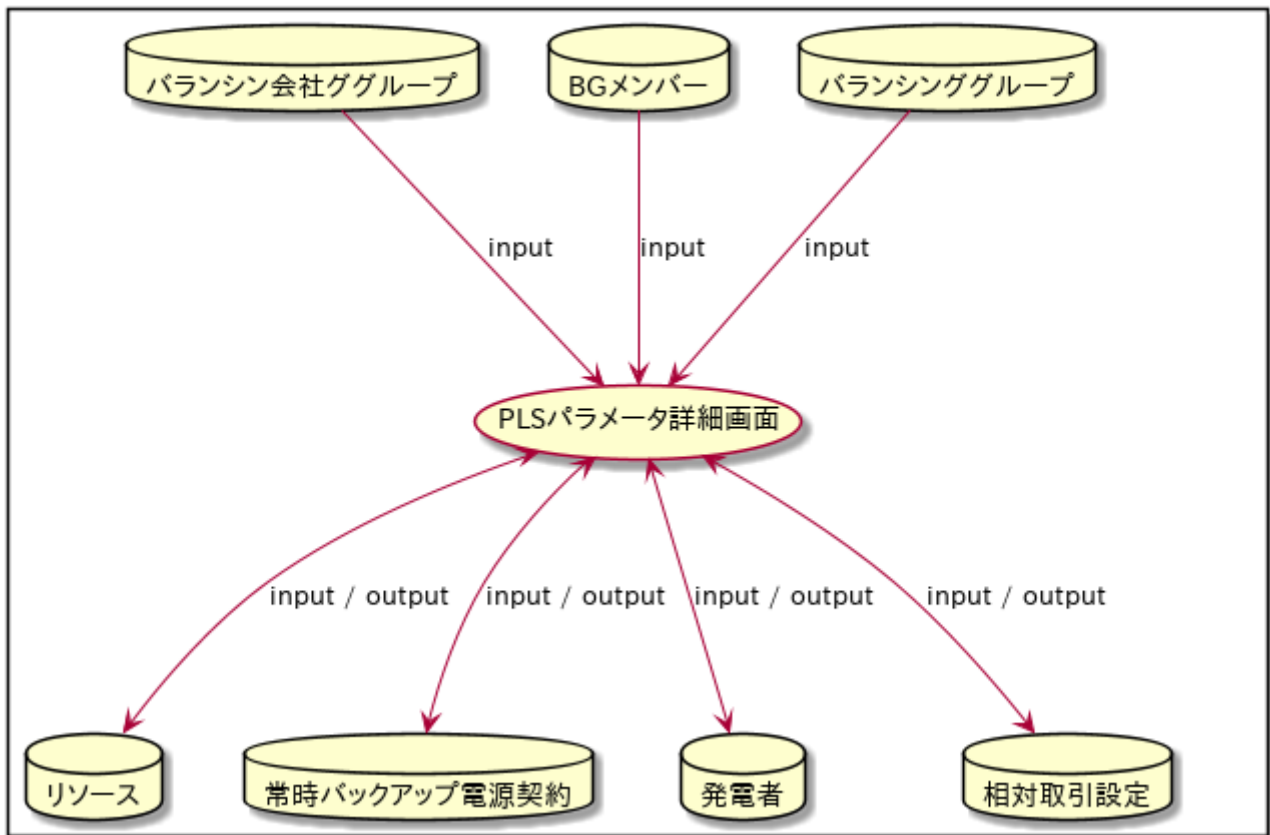 バランシン会社ググループ
BGメンバー
バランシンググループ
input
input
input
PLSパラメータ詳細画面
input / output
input / output
input / output
input / output
リソース
常時バックアップ電源契約
発電者
相対取引設定